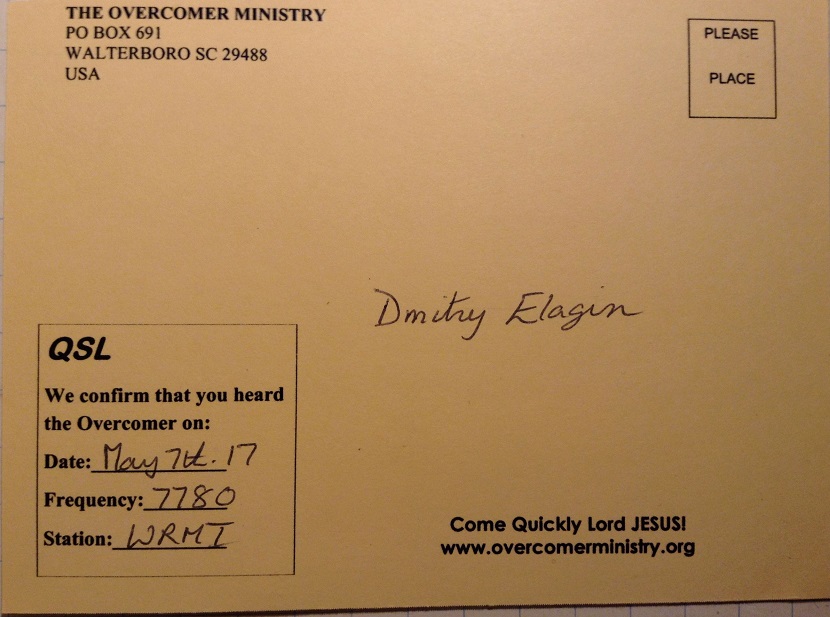 THE OVERCOMER MINISTRY
PO BOX 691
WALTERBORO SC 29488
USA
PLEASE
PLACE
Dmitry Elagin
QSL
We confirm that you heard
the Overcomer on:
Date: May 7th. 17
Frequency: 7780
Station: WRMI
Come Quickly Lord JESUS!
www.overcomerministry.org